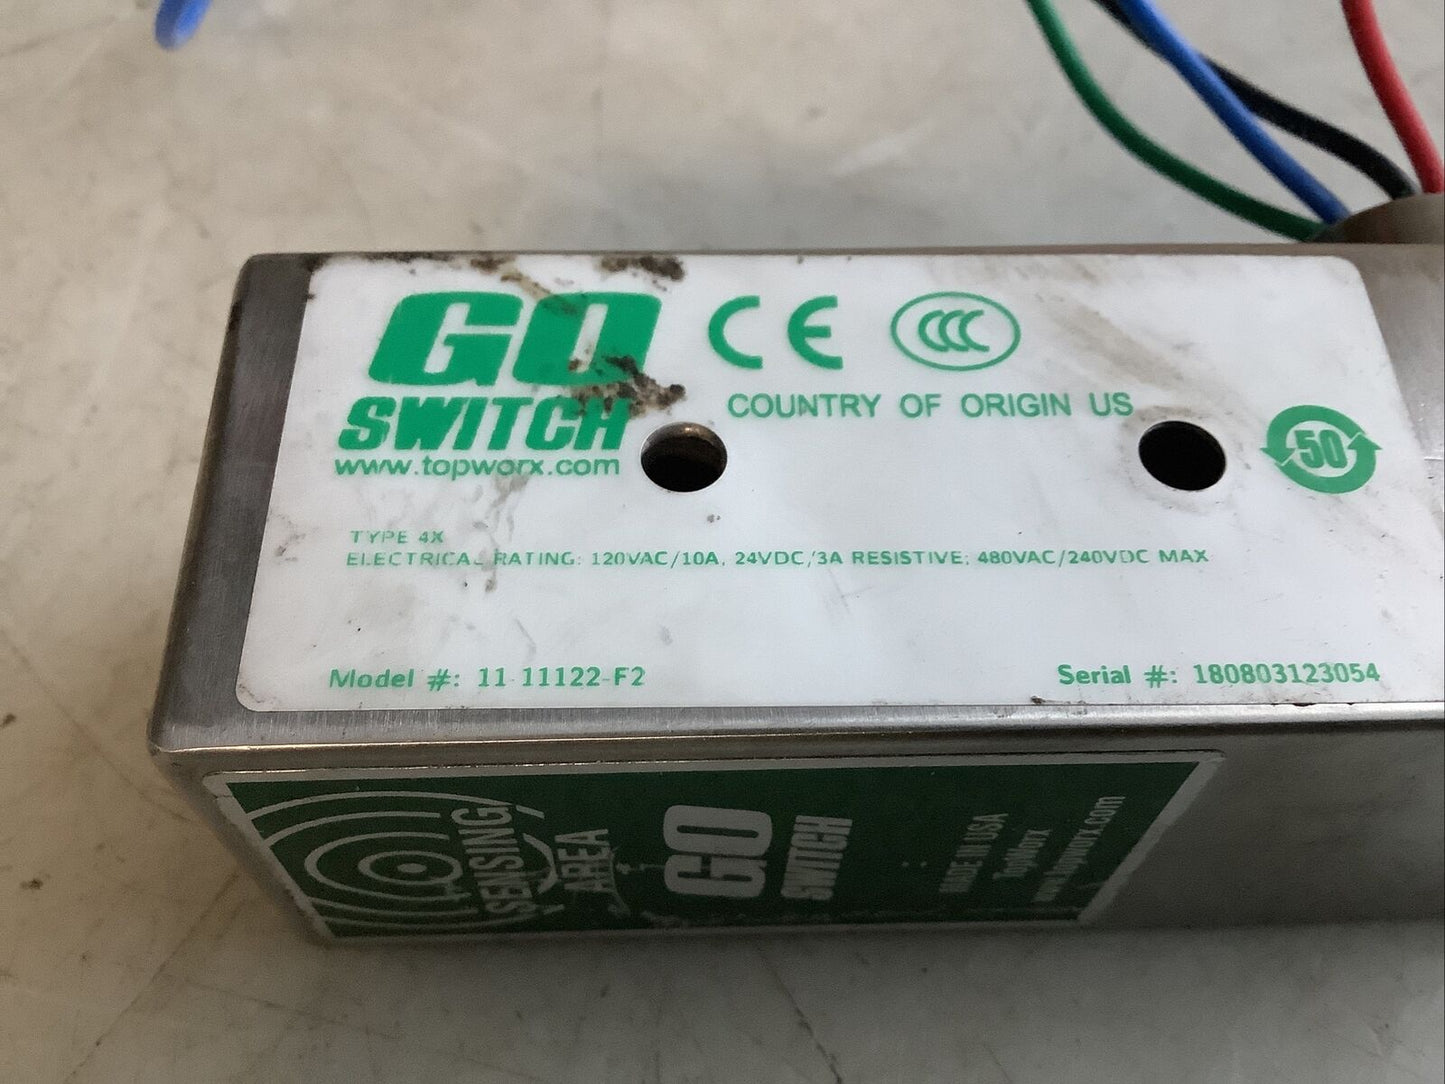 GO
SWITCH
www.topworx.com
CE
CCC
COUNTRY OF ORIGIN US
50
TYPE 4X
ELECTRICAL RATING: 120VAC/10A, 24VDC/3A RESISTIVE; 480VAC/240VDC MAX
Model #: 11-11122-F2
Serial #: 180803123054
SENSING
AREA
GO
SWITCH
MADE IN USA
TopWorx
www.topworx.com